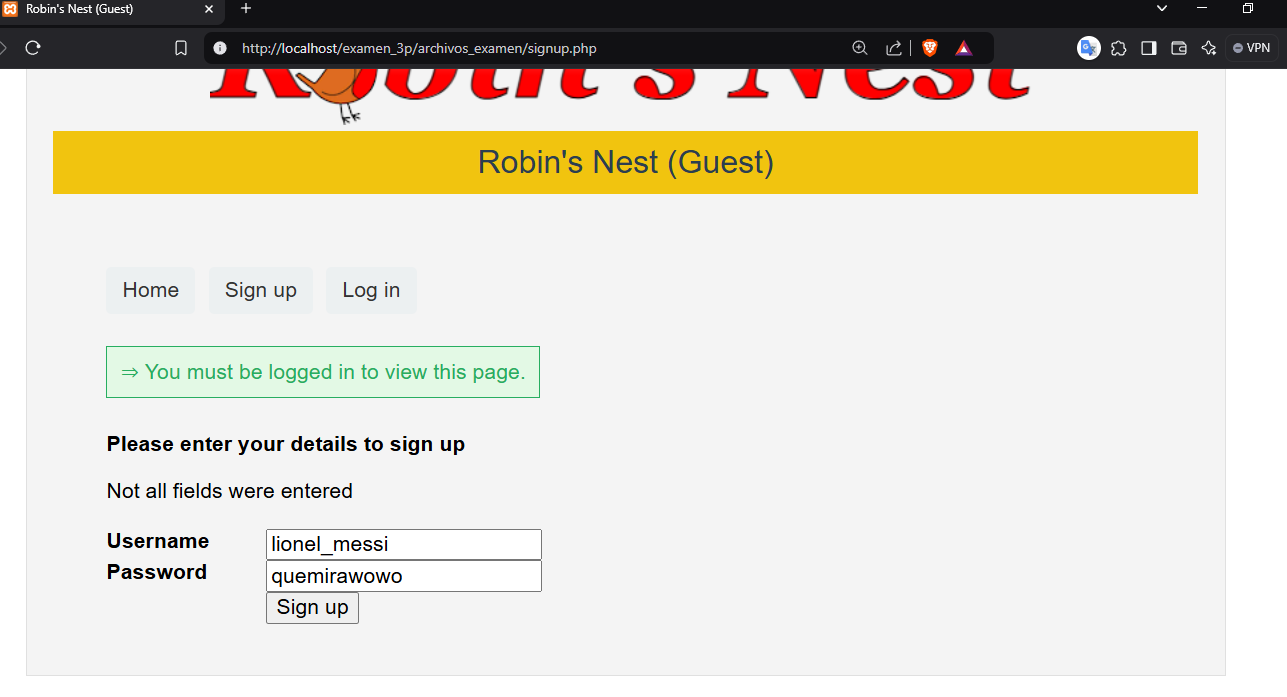 Robin's Nest (Guest)
http://localhost/examen_3p/archivos_examen/signup.php
VPN
Robin's Nest
Robin's Nest (Guest)
Home Sign up Log in
⇒ You must be logged in to view this page.
Please enter your details to sign up
Not all fields were entered
Username lionel_messi
Password quemirawowo
Sign up